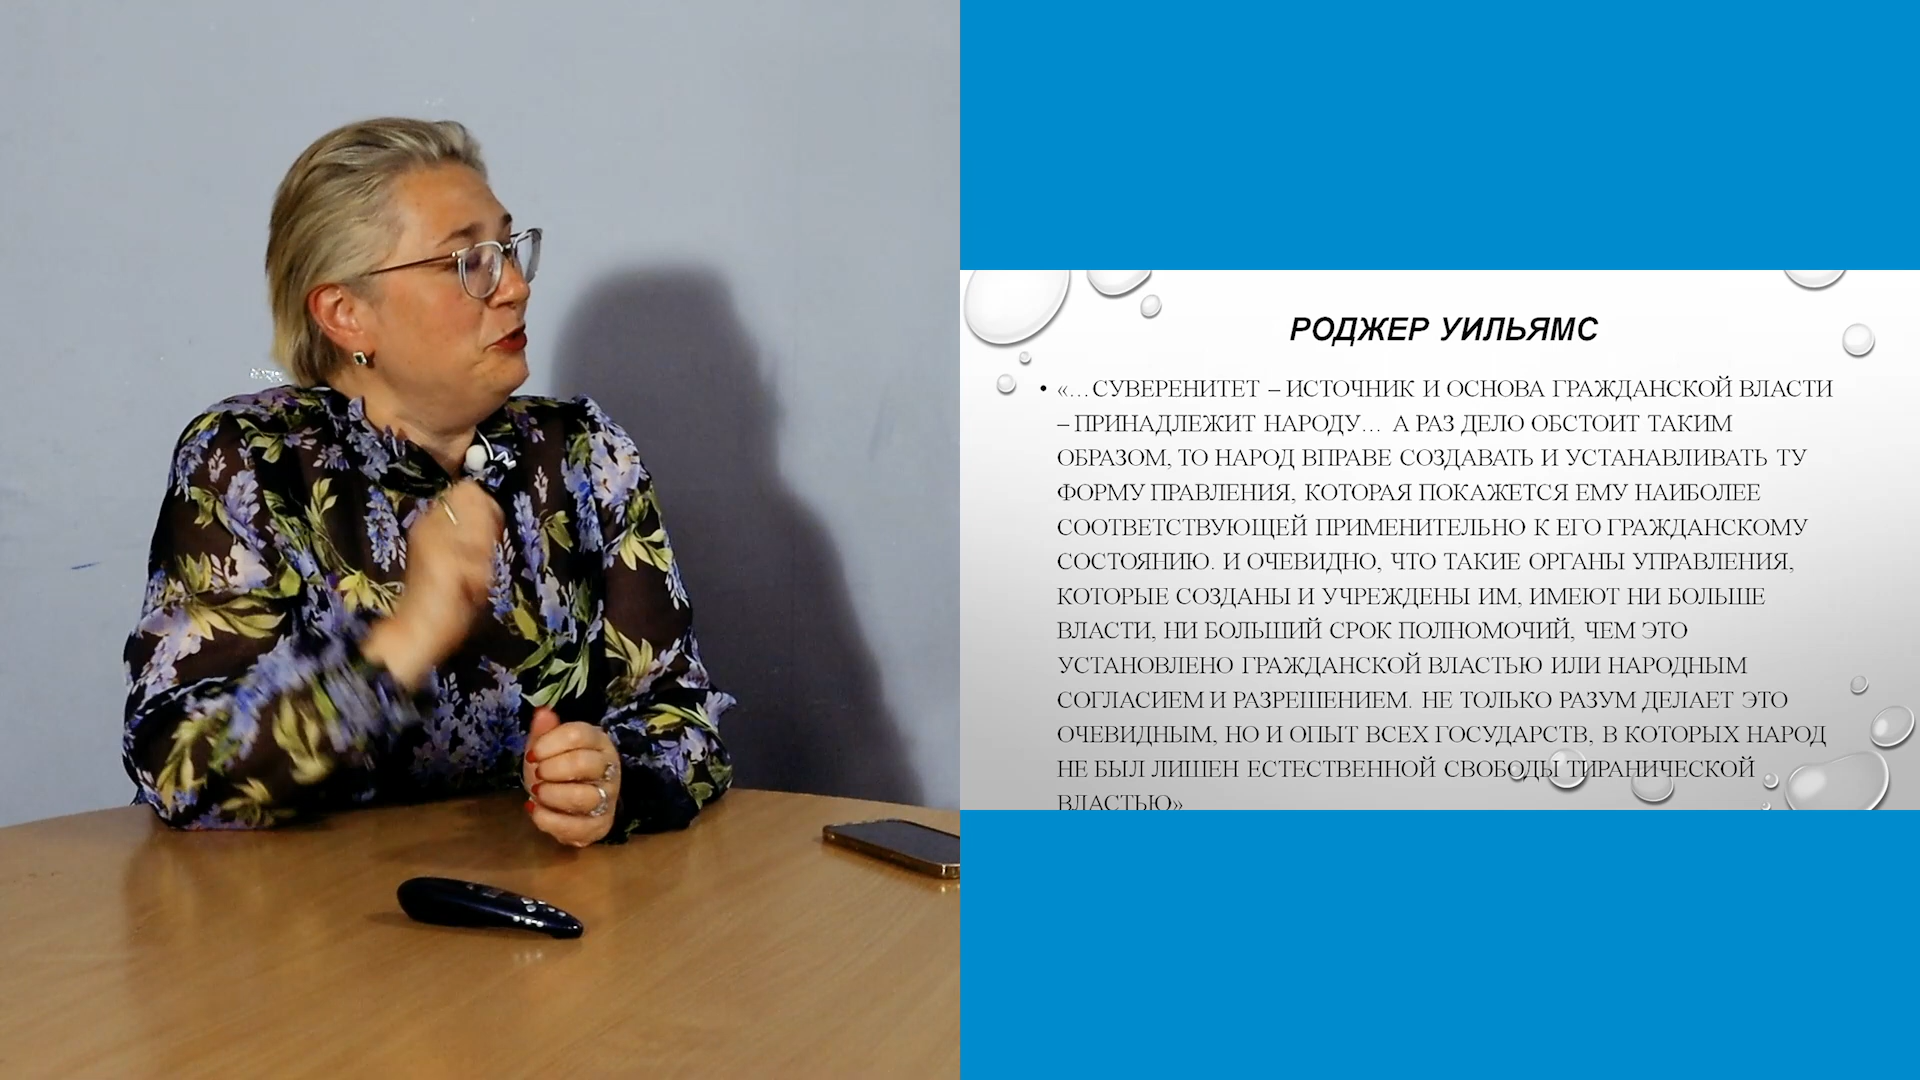 РОДЖЕР УИЛЬЯМС
• «…СУВЕРЕНИТЕТ – ИСТОЧНИК И ОСНОВА ГРАЖДАНСКОЙ ВЛАСТИ
– ПРИНАДЛЕЖИТ НАРОДУ… А РАЗ ДЕЛО ОБСТОИТ ТАКИМ
ОБРАЗОМ, ТО НАРОД ВПРАВЕ СОЗДАВАТЬ И УСТАНАВЛИВАТЬ ТУ
ФОРМУ ПРАВЛЕНИЯ, КОТОРАЯ ПОКАЖЕТСЯ ЕМУ НАИБОЛЕЕ
СООТВЕТСТВУЮЩЕЙ ПРИМЕНИТЕЛЬНО К ЕГО ГРАЖДАНСКОМУ
СОСТОЯНИЮ. И ОЧЕВИДНО, ЧТО ТАКИЕ ОРГАНЫ УПРАВЛЕНИЯ,
КОТОРЫЕ СОЗДАНЫ И УЧРЕЖДЕНЫ ИМ, ИМЕЮТ НИ БОЛЬШЕ
ВЛАСТИ, НИ БОЛЬШИЙ СРОК ПОЛНОМОЧИЙ, ЧЕМ ЭТО
УСТАНОВЛЕНО ГРАЖДАНСКОЙ ВЛАСТЬЮ ИЛИ НАРОДНЫМ
СОГЛАСИЕМ И РАЗРЕШЕНИЕМ. НЕ ТОЛЬКО РАЗУМ ДЕЛАЕТ ЭТО
ОЧЕВИДНЫМ, НО И ОПЫТ ВСЕХ ГОСУДАРСТВ, В КОТОРЫХ НАРОД
НЕ БЫЛ ЛИШЕН ЕСТЕСТВЕННОЙ СВОБОДЫ ТИРАНИЧЕСКОЙ
ВЛАСТЬЮ»